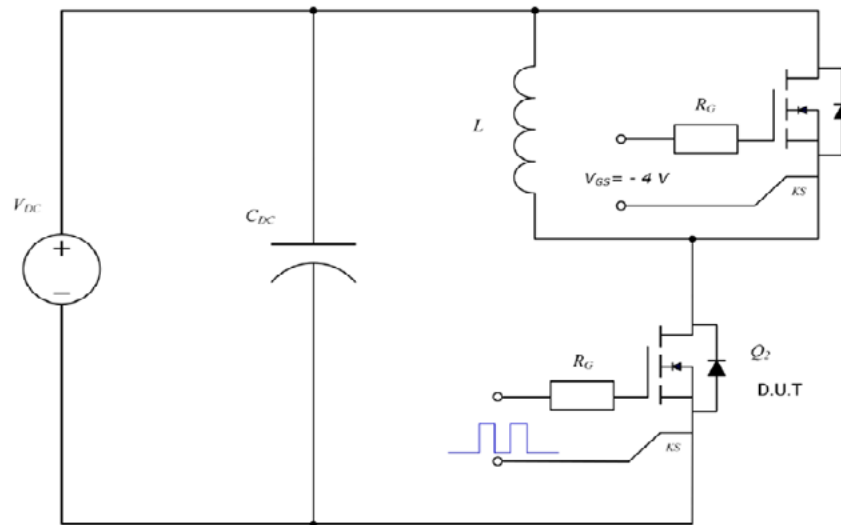 R_G
L
V_GS = - 4 V
KS
V_DC
C_DC
+
−
R_G
Q_2
D.U.T
KS